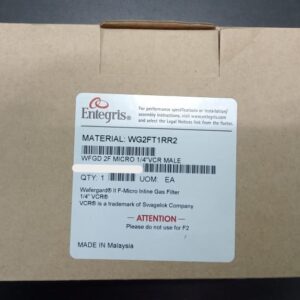 Entegris®
For performance specifications or installation/
assembly instructions, visit www.entegris.com and
select the Legal Notices link from the footer.
MATERIAL: WG2FT1RR2
WFGD 2F MICRO 1/4"VCR MALE
QTY: 1 UOM: EA
Wafergard® II F-Micro Inline Gas Filter
1/4" VCR®
VCR® is a trademark of Swagelok Company
— ATTENTION —
Please do not use for F2
MADE IN Malaysia